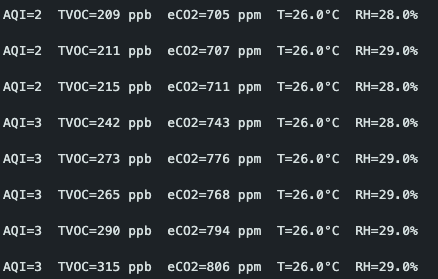 AQI=2  TVOC=209 ppb  eCO2=705 ppm  T=26.0°C  RH=28.0%
AQI=2  TVOC=211 ppb  eCO2=707 ppm  T=26.0°C  RH=29.0%
AQI=2  TVOC=215 ppb  eCO2=711 ppm  T=26.0°C  RH=28.0%
AQI=3  TVOC=242 ppb  eCO2=743 ppm  T=26.0°C  RH=28.0%
AQI=3  TVOC=273 ppb  eCO2=776 ppm  T=26.0°C  RH=29.0%
AQI=3  TVOC=265 ppb  eCO2=768 ppm  T=26.0°C  RH=29.0%
AQI=3  TVOC=290 ppb  eCO2=794 ppm  T=26.0°C  RH=29.0%
AQI=3  TVOC=315 ppb  eCO2=806 ppm  T=26.0°C  RH=29.0%